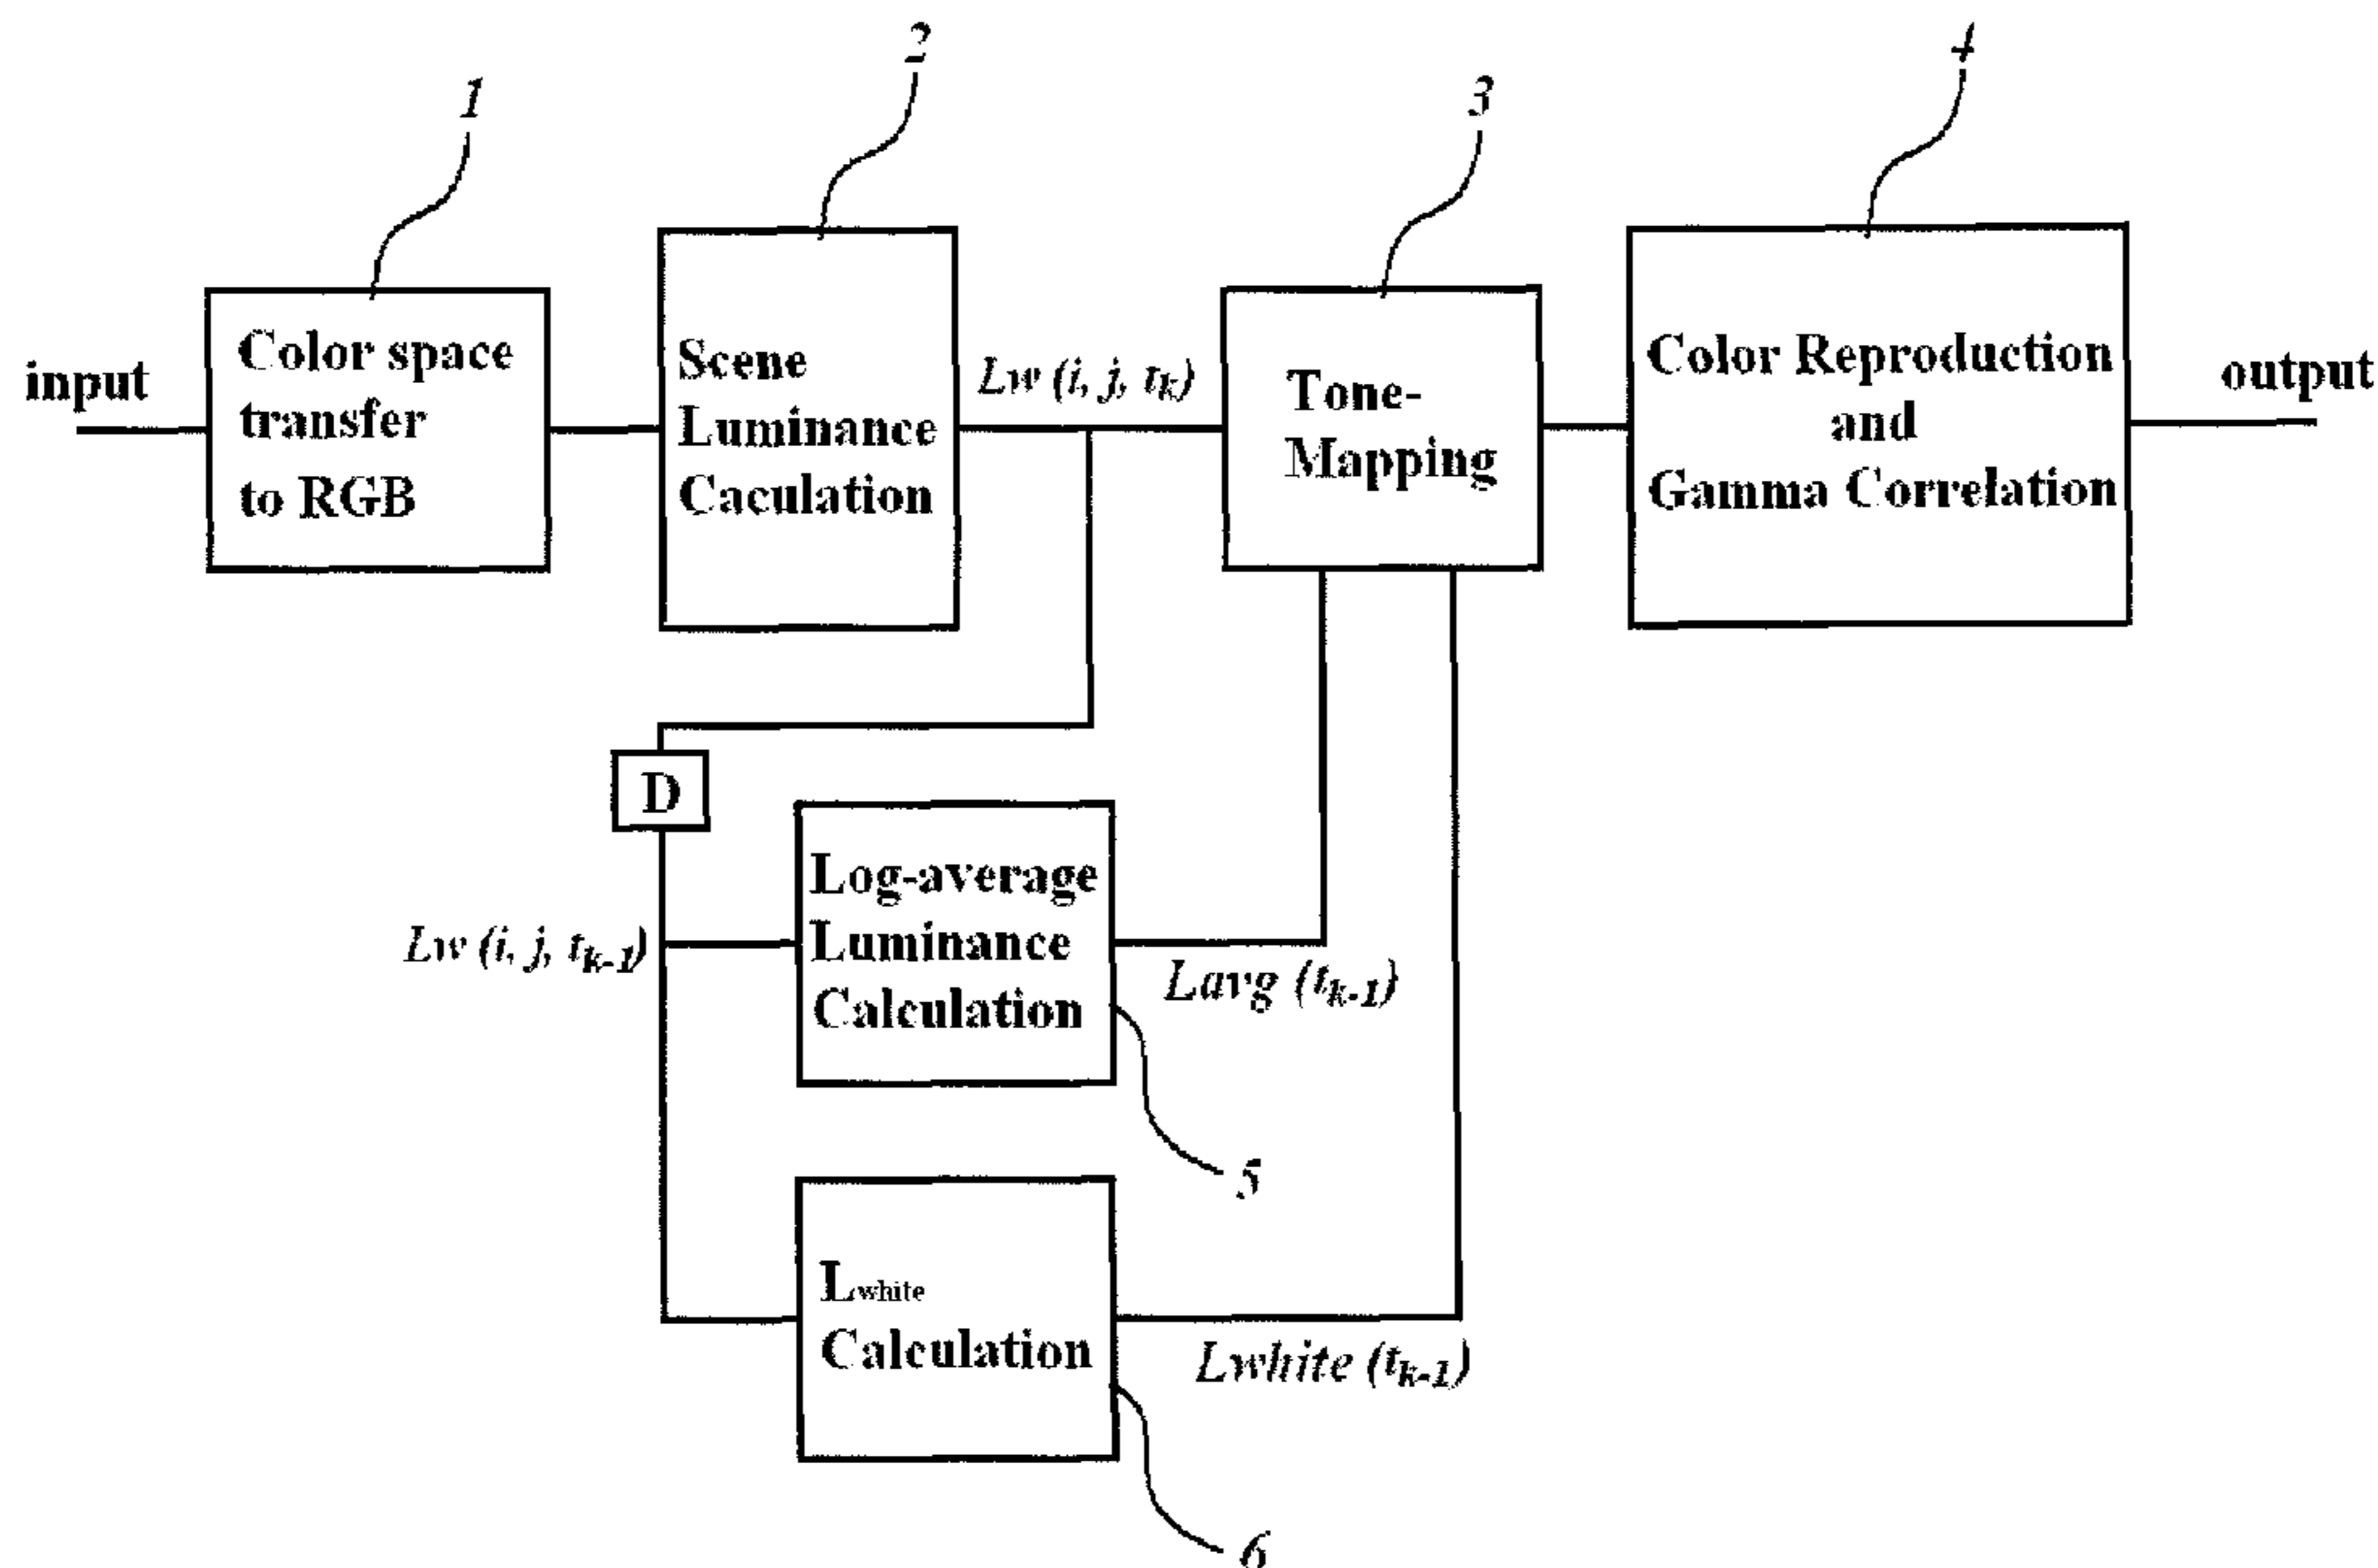 1
2
3
4
input
Color space
transfer
to RGB
Scene
Luminance
Caculation
Lw (i, j, tk)
Tone-
Mapping
Color Reproduction
and
Gamma Correlation
output
D
Lw (i, j, tk-1)
Log-average
Luminance
Calculation
Lavg (tk-1)
5
Lwhite
Calculation
Lwhite (tk-1)
6